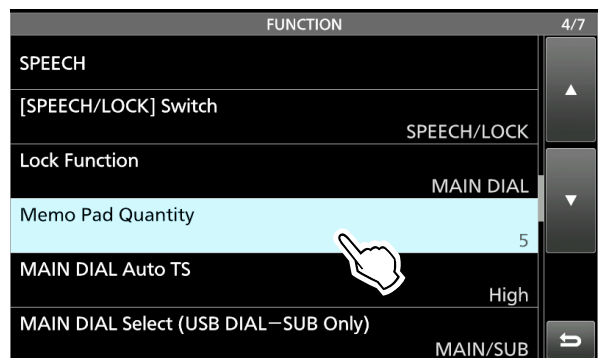 FUNCTION 4/7
SPEECH
[SPEECH/LOCK] Switch
SPEECH/LOCK
Lock Function
MAIN DIAL
Memo Pad Quantity
5
MAIN DIAL Auto TS
High
MAIN DIAL Select (USB DIAL–SUB Only)
MAIN/SUB